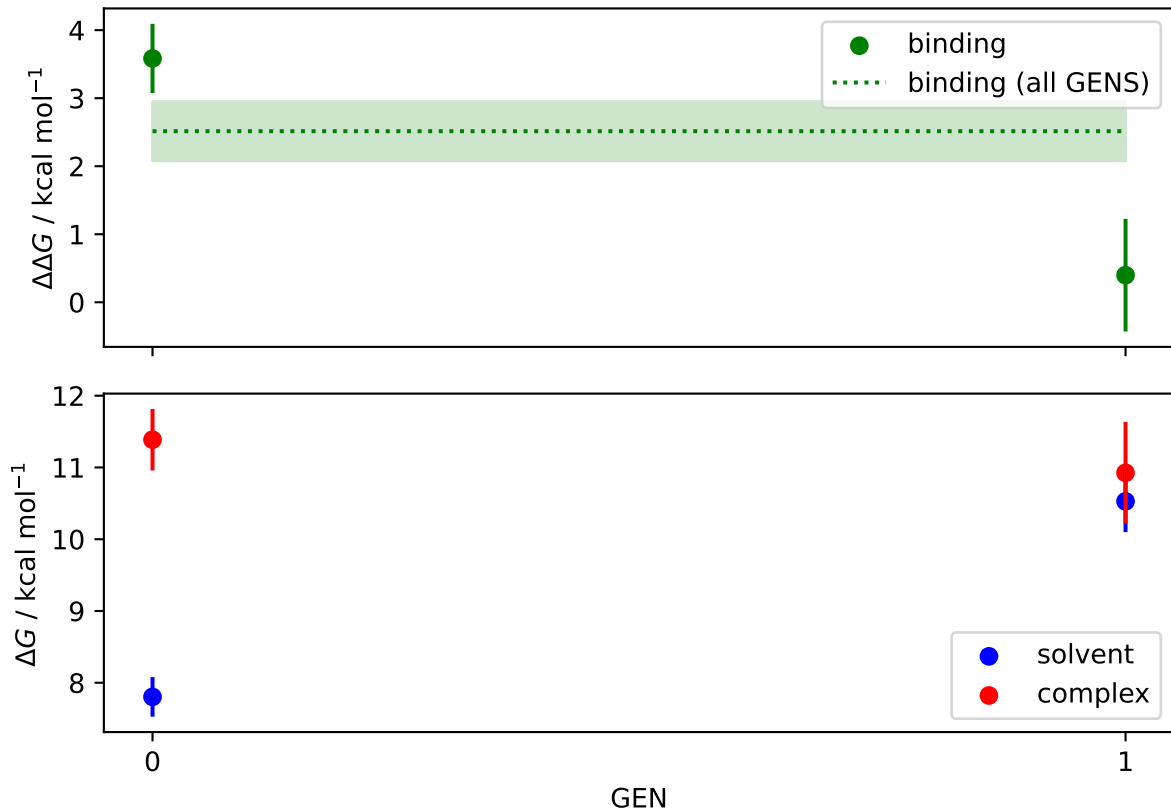 4
3
2
1
0
ΔΔG / kcal mol⁻¹
binding
binding (all GENS)
12
11
10
9
8
ΔG / kcal mol⁻¹
solvent
complex
0 1
GEN